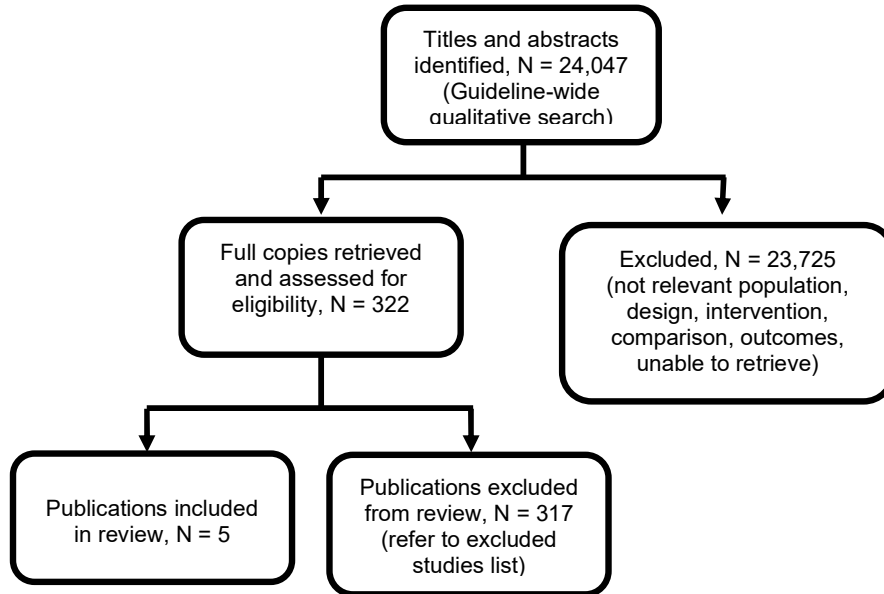 Titles and abstracts
identified, N = 24,047
(Guideline-wide
qualitative search)
Full copies retrieved
and assessed for
eligibility, N = 322
Excluded, N = 23,725
(not relevant population,
design, intervention,
comparison, outcomes,
unable to retrieve)
Publications included
in review, N = 5
Publications excluded
from review, N = 317
(refer to excluded
studies list)